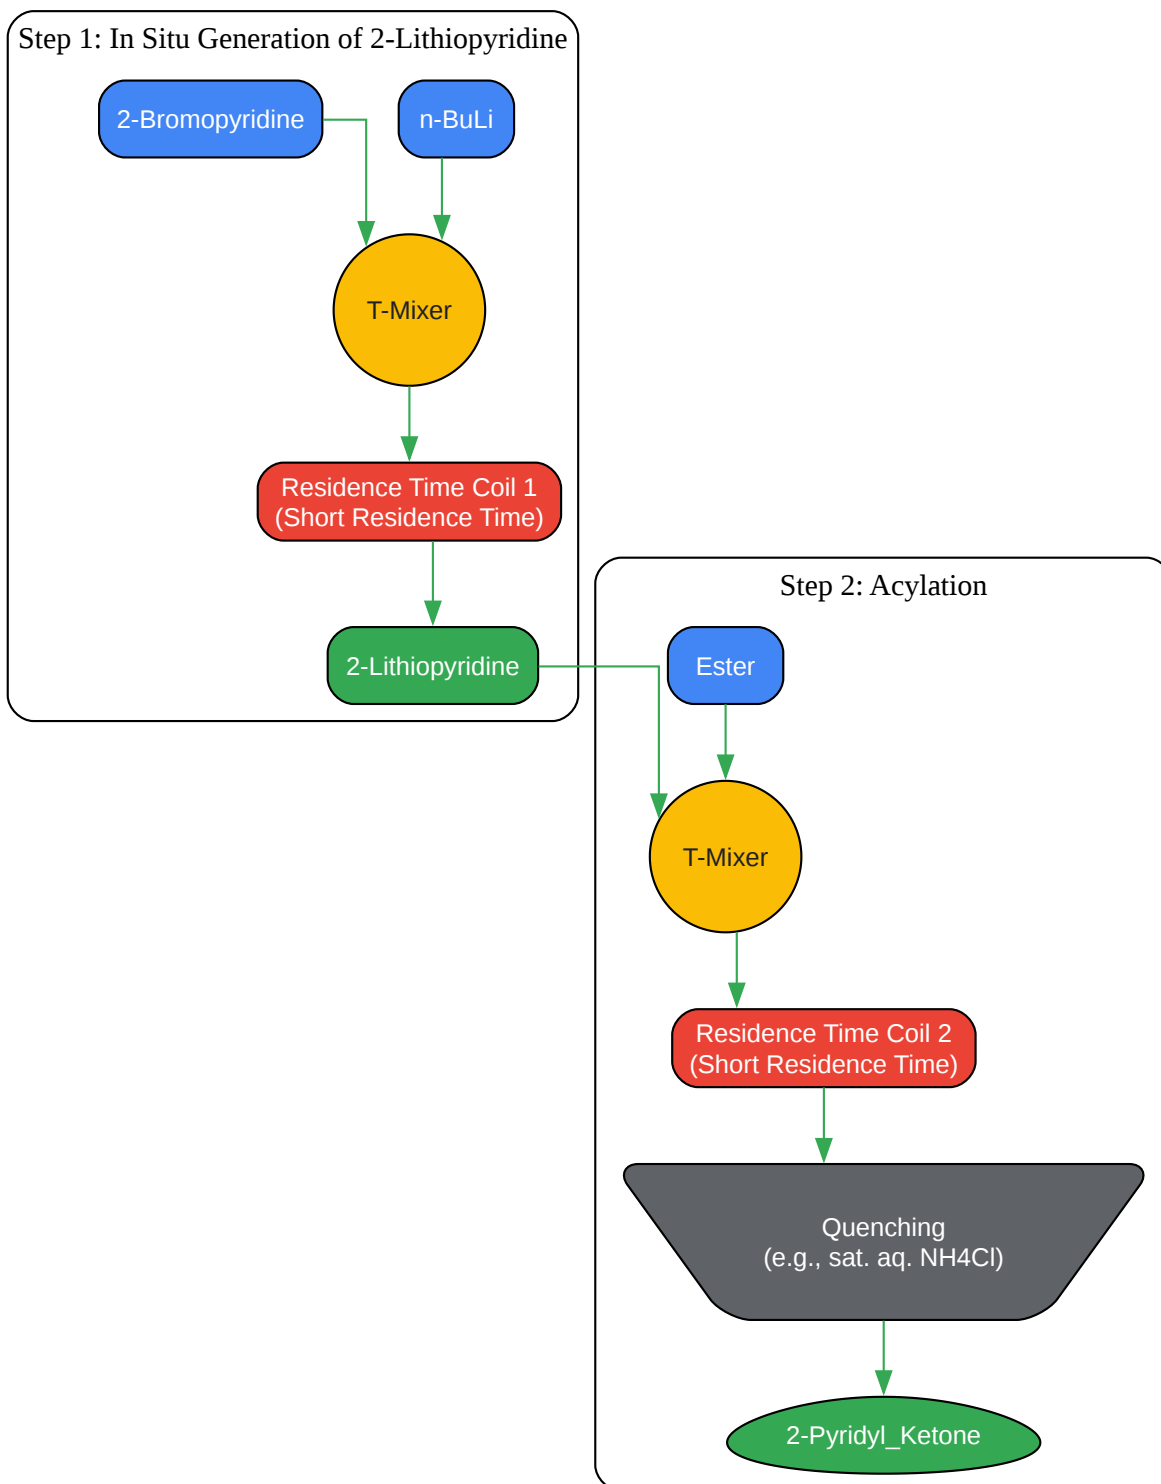 Step 1: In Situ Generation of 2-Lithiopyridine
2-Bromopyridine
n-BuLi
T-Mixer
Residence Time Coil 1
(Short Residence Time)
2-Lithiopyridine
Step 2: Acylation
Ester
T-Mixer
Residence Time Coil 2
(Short Residence Time)
Quenching
(e.g., sat. aq. NH4Cl)
2-Pyridyl_Ketone